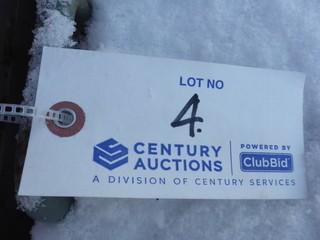 LOT NO
4.
CENTURY AUCTIONS
POWERED BY
ClubBid
A DIVISION OF CENTURY SERVICES